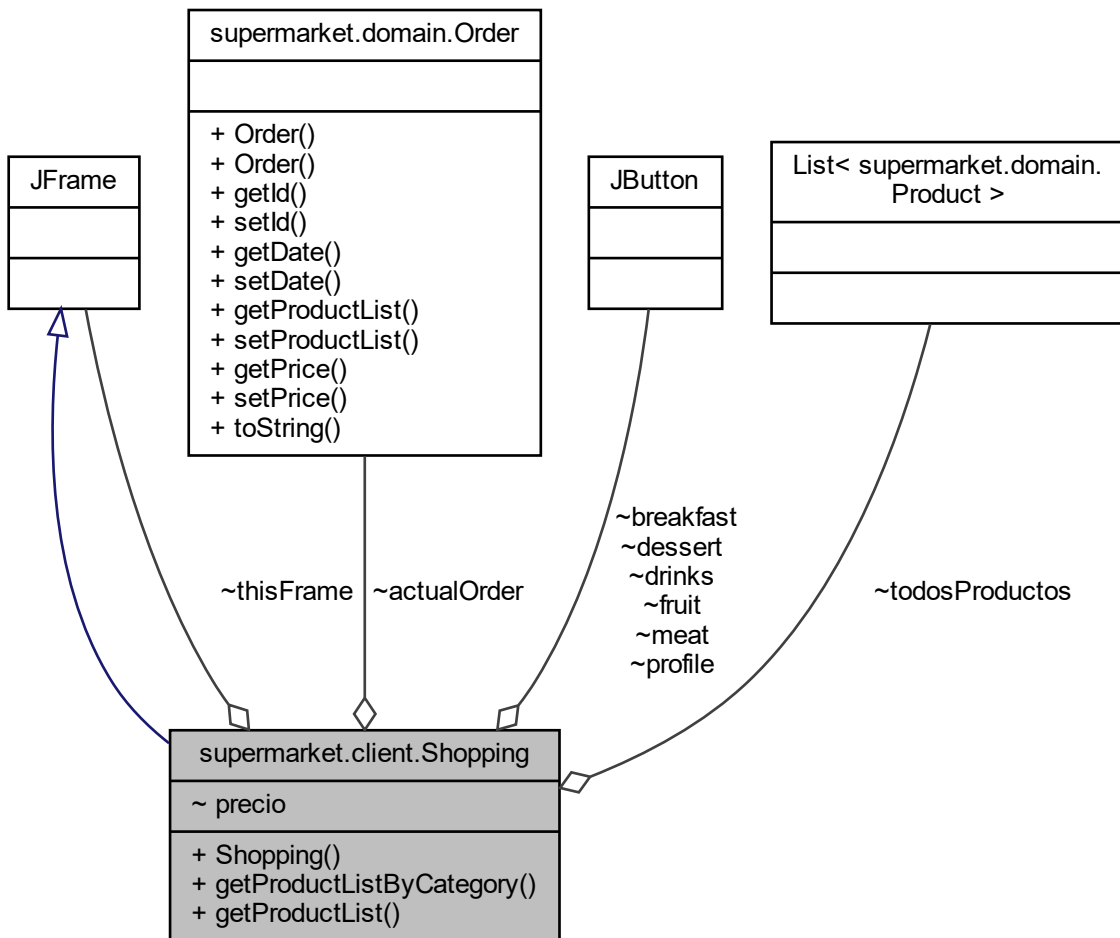 supermarket.domain.Order
+ Order()
+ Order()
+ getId()
+ setId()
+ getDate()
+ setDate()
+ getProductList()
+ setProductList()
+ getPrice()
+ setPrice()
+ toString()
JFrame
JButton
List< supermarket.domain.
Product >
~thisFrame
~actualOrder
~breakfast
~dessert
~drinks
~fruit
~meat
~profile
~todosProductos
supermarket.client.Shopping
~ precio
+ Shopping()
+ getProductListByCategory()
+ getProductList()